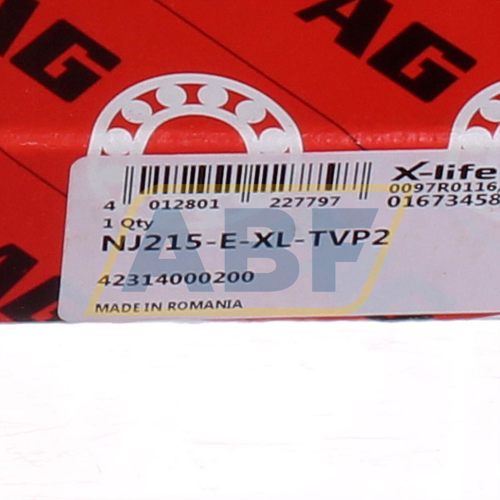 AG
AG
X-life
0097R0116
4 012801 227797
01673458
1 Qty
NJ215-E-XL-TVP2
42314000200
MADE IN ROMANIA
ABF